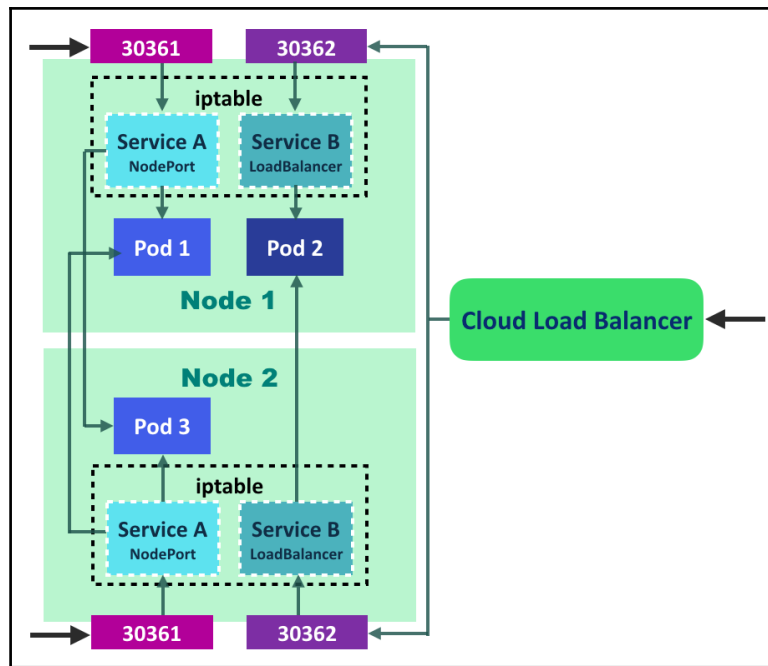 30361
30362
iptable
Service A
NodePort
Service B
LoadBalancer
Pod 1
Pod 2
Node 1
Cloud Load Balancer
Node 2
Pod 3
iptable
Service A
NodePort
Service B
LoadBalancer
30361
30362